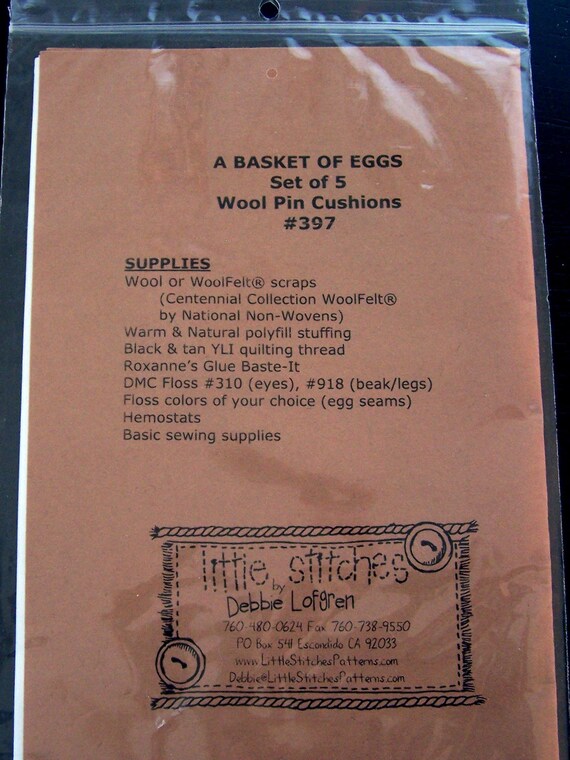 A BASKET OF EGGS
Set of 5
Wool Pin Cushions
#397
SUPPLIES
Wool or WoolFelt® scraps
(Centennial Collection WoolFelt®
by National Non-Wovens)
Warm & Natural polyfill stuffing
Black & tan YLI quilting thread
Roxanne's Glue Baste-It
DMC Floss #310 (eyes), #918 (beak/legs)
Floss colors of your choice (egg seams)
Hemostats
Basic sewing supplies
little stitches
by
Debbie Lofgren
760-480-0624 Fax 760-738-9550
PO Box 541 Escondido CA 92033
www.LittleStitchesPatterns.com
Debbie@LittleStitchesPatterns.com